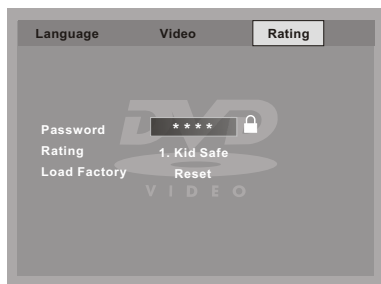 Language Video Rating
Password ****
Rating 1. Kid Safe
Load Factory Reset
DVD
VIDEO